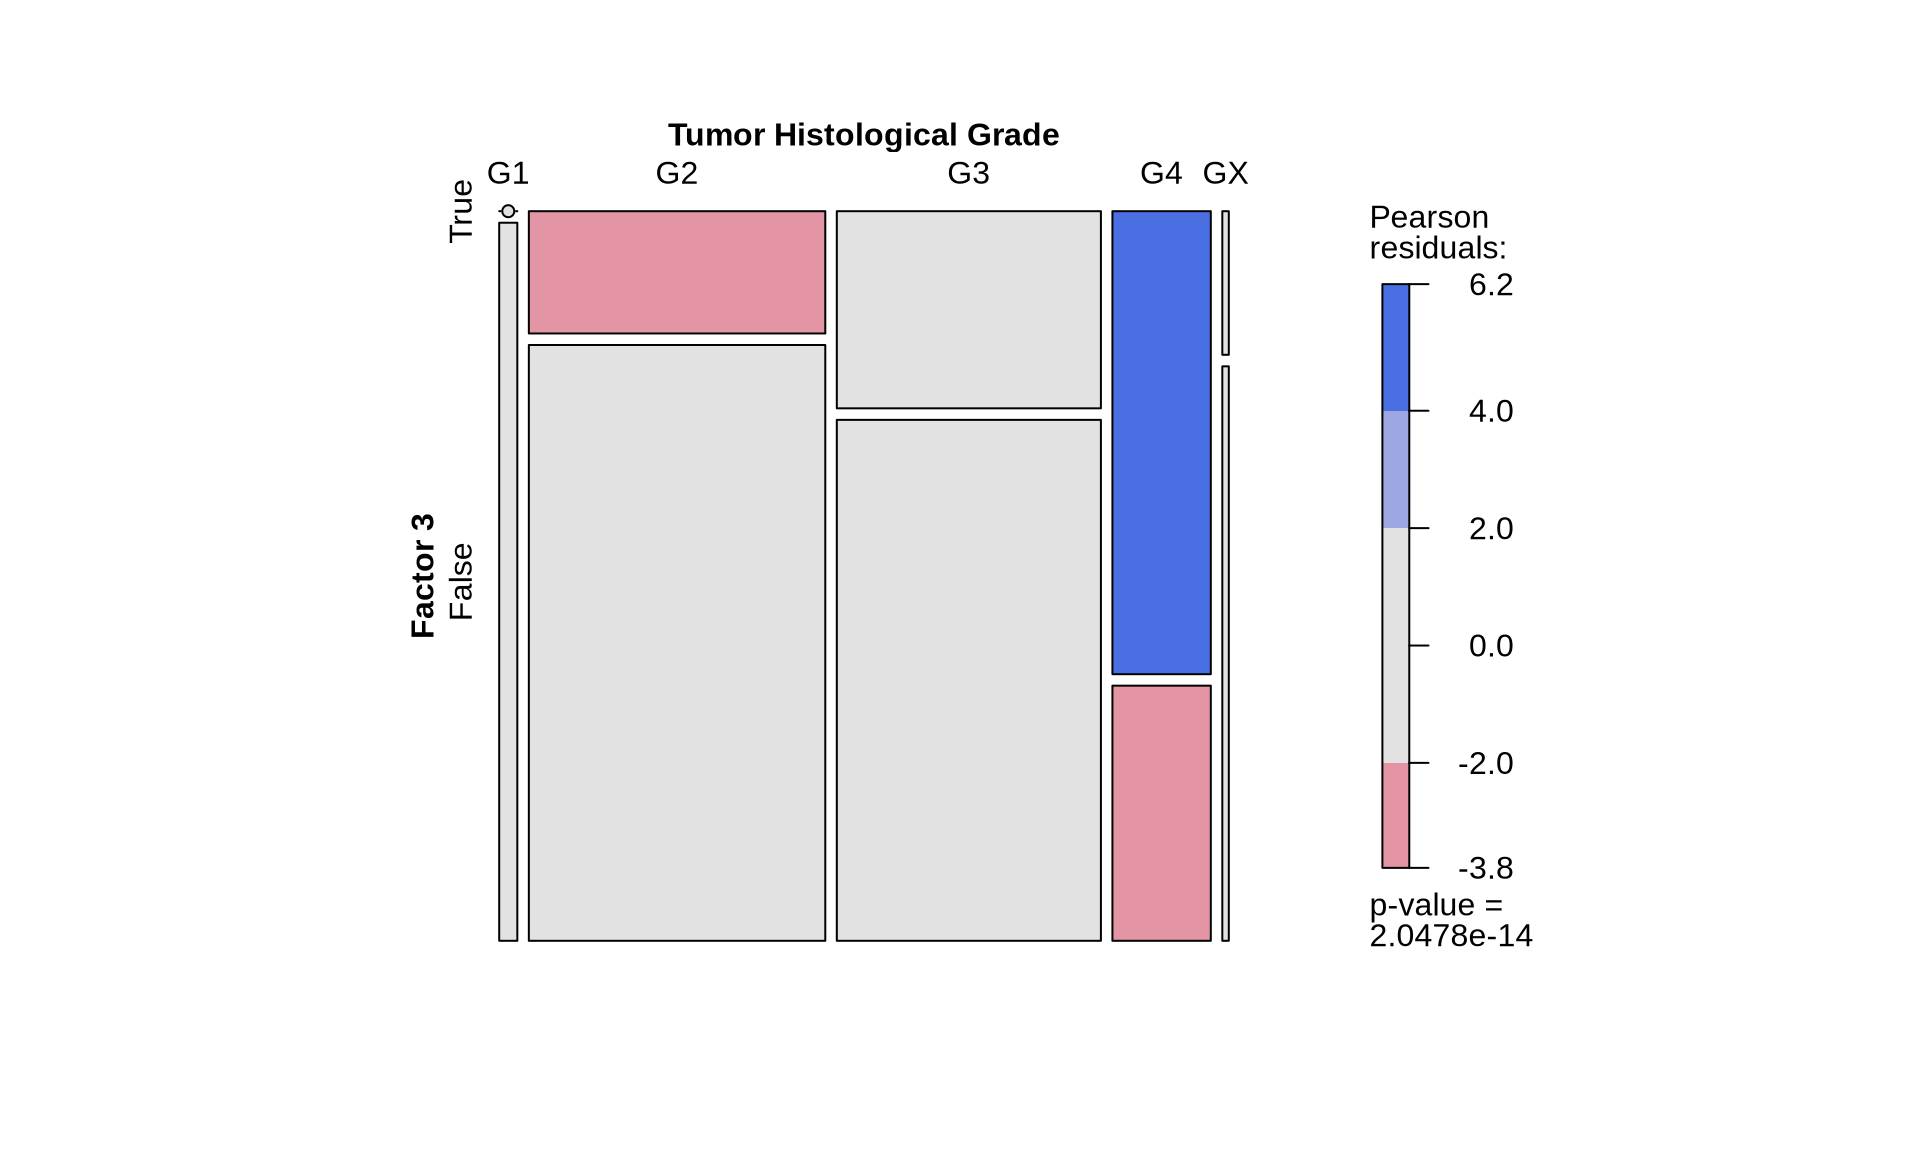 Tumor Histological Grade
G1 G2 G3 G4 GX
True
False
Factor 3
Pearson
residuals:
6.2
4.0
2.0
0.0
-2.0
-3.8
p-value =
2.0478e-14